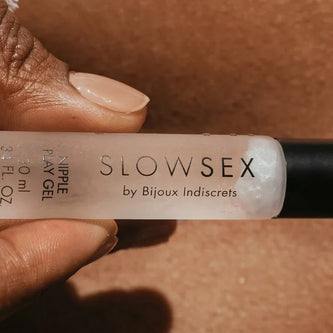 SLOWSEX
by Bijoux Indiscrets
NIPPLE
PLAY GEL